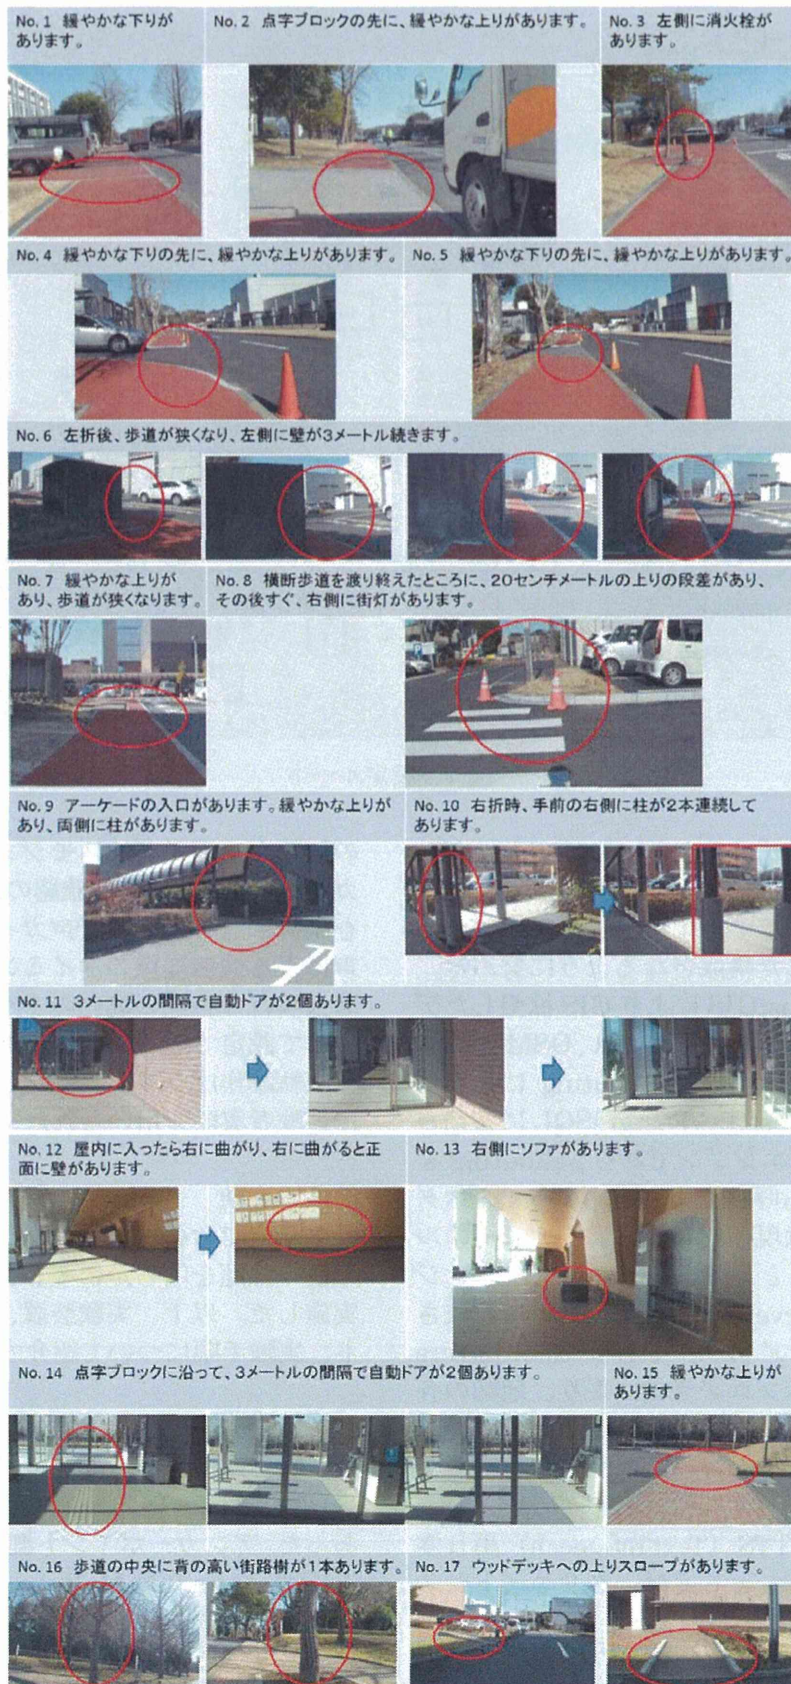 No. 1 緩やかな下りが
あります。
No. 2 点字ブロックの先に、緩やかな上りがあります。
No. 3 左側に消火栓が
あります。
No. 4 緩やかな下りの先に、緩やかな上りがあります。
No. 5 緩やかな下りの先に、緩やかな上りがあります。
No. 6 左折後、歩道が狭くなり、左側に壁が3メートル続きます。
No. 7 緩やかな上りが
あり、歩道が狭くなります。
No. 8 横断歩道を渡り終えたところに、20センチメートルの上りの段差があり、
その後すぐ、右側に街灯があります。
No. 9 アーケードの入口があります。緩やかな上りが
あり、両側に柱があります。
No. 10 右折時、手前の右側に柱が2本連続して
あります。
No. 11 3メートルの間隔で自動ドアが2個あります。
No. 12 屋内に入ったら右に曲がり、右に曲がると正
面に壁があります。
No. 13 右側にソファがあります。
No. 14 点字ブロックに沿って、3メートルの間隔で自動ドアが2個あります。
No. 15 緩やかな上りが
あります。
No. 16 歩道の中央に背の高い街路樹が1本あります。
No. 17 ウッドデッキへの上りスロープがあります。